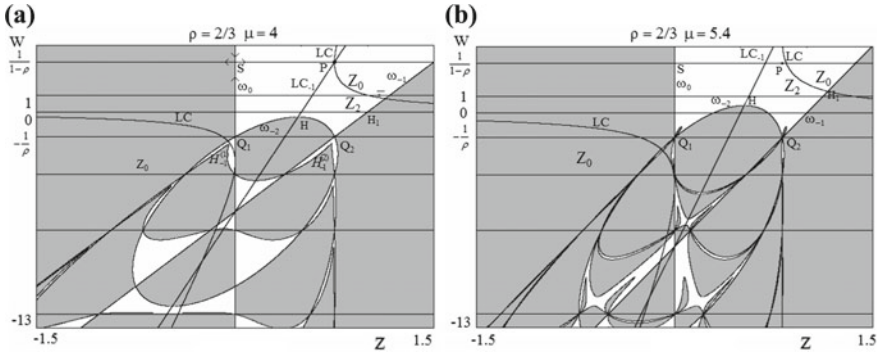 (a)
ρ = 2/3 μ = 4
W
1/(1-ρ)
1
0
-1/ρ
-13
-1.5
Z
1.5
LC
P
S
Z₀
LC₋₁
ω₀
ω₋₁
Z₂
H₁
LC
ω₋₂
H
Q₁
Q₂
Z₀
(b)
ρ = 2/3 μ = 5.4
W
1/(1-ρ)
1
0
-1/ρ
-13
-1.5
Z
1.5
P
LC
S
LC₋₁
Z₀
Z₂
ω₀
H₁
ω₋₂
H
ω₋₁
LC
Q₁
Q₂
Z₀